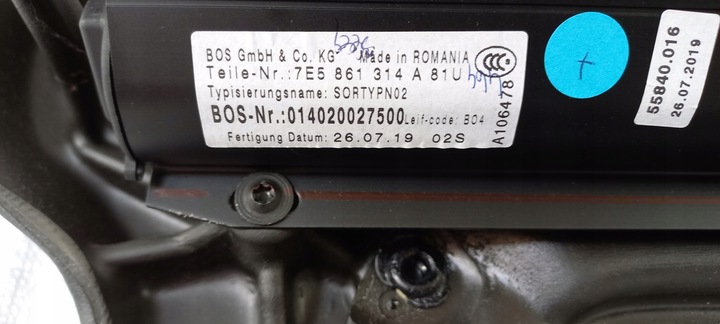 BOS GmbH & Co. KG Made in ROMANIA
Teile-Nr.:7E5 861 314 A 81U
Typisierungsname: SORTYPN02
BOS-Nr.:014020027500 Leif-code: BO4
Fertigung Datum: 26.07.19 02S
A106478
+
55840.016
26.07.2019